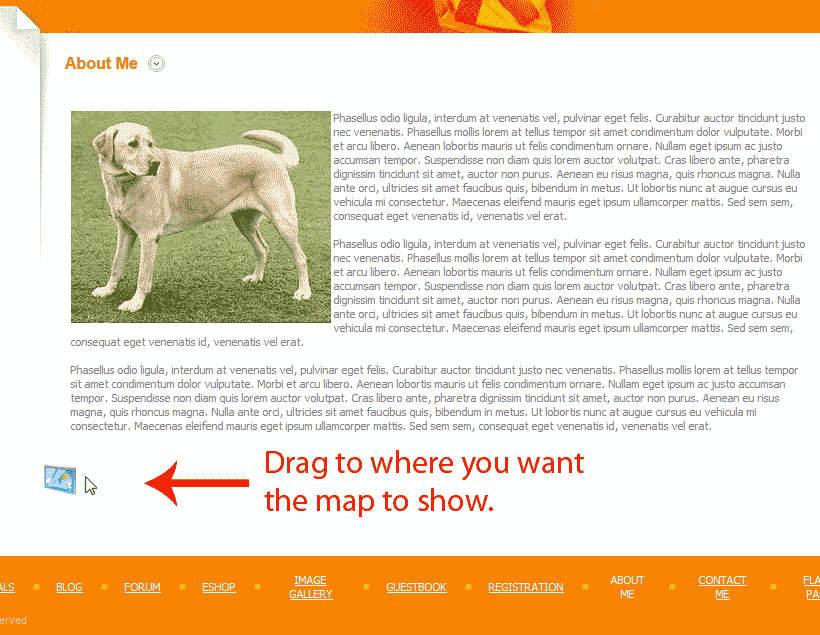 About Me
Phasellus odio ligula, interdum at venenatis vel, pulvinar eget felis. Curabitur auctor tincidunt justo
nec venenatis. Phasellus mollis lorem at tellus tempor sit amet condimentum dolor vulputate. Morbi
et arcu libero. Aenean lobortis mauris ut felis condimentum ornare. Nullam eget ipsum ac justo
accumsan tempor. Suspendisse non diam quis lorem auctor volutpat. Cras libero ante, pharetra
dignissim tincidunt sit amet, auctor non purus. Aenean eu risus magna, quis rhoncus magna. Nulla
ante orci, ultricies sit amet faucibus quis, bibendum in metus. Ut lobortis nunc at augue cursus eu
vehicula mi consectetur. Maecenas eleifend mauris eget ipsum ullamcorper mattis. Sed sem sem,
consequat eget venenatis id, venenatis vel erat.
Phasellus odio ligula, interdum at venenatis vel, pulvinar eget felis. Curabitur auctor tincidunt justo
nec venenatis. Phasellus mollis lorem at tellus tempor sit amet condimentum dolor vulputate. Morbi
et arcu libero. Aenean lobortis mauris ut felis condimentum ornare. Nullam eget ipsum ac justo
accumsan tempor. Suspendisse non diam quis lorem auctor volutpat. Cras libero ante, pharetra
dignissim tincidunt sit amet, auctor non purus. Aenean eu risus magna, quis rhoncus magna. Nulla
ante orci, ultricies sit amet faucibus quis, bibendum in metus. Ut lobortis nunc at augue cursus eu
vehicula mi consectetur. Maecenas eleifend mauris eget ipsum ullamcorper mattis. Sed sem sem,
consequat eget venenatis id, venenatis vel erat.
Phasellus odio ligula, interdum at venenatis vel, pulvinar eget felis. Curabitur auctor tincidunt justo nec venenatis. Phasellus mollis lorem at tellus tempor
sit amet condimentum dolor vulputate. Morbi et arcu libero. Aenean lobortis mauris ut felis condimentum ornare. Nullam eget ipsum ac justo accumsan
tempor. Suspendisse non diam quis lorem auctor volutpat. Cras libero ante, pharetra dignissim tincidunt sit amet, auctor non purus. Aenean eu risus
magna, quis rhoncus magna. Nulla ante orci, ultricies sit amet faucibus quis, bibendum in metus. Ut lobortis nunc at augue cursus eu vehicula mi
consectetur. Maecenas eleifend mauris eget ipsum ullamcorper mattis. Sed sem sem, consequat eget venenatis id, venenatis vel erat.
Drag to where you want
the map to show.
ALS BLOG FORUM ESHOP IMAGE GALLERY GUESTBOOK REGISTRATION ABOUT ME CONTACT ME FLA PA
erved